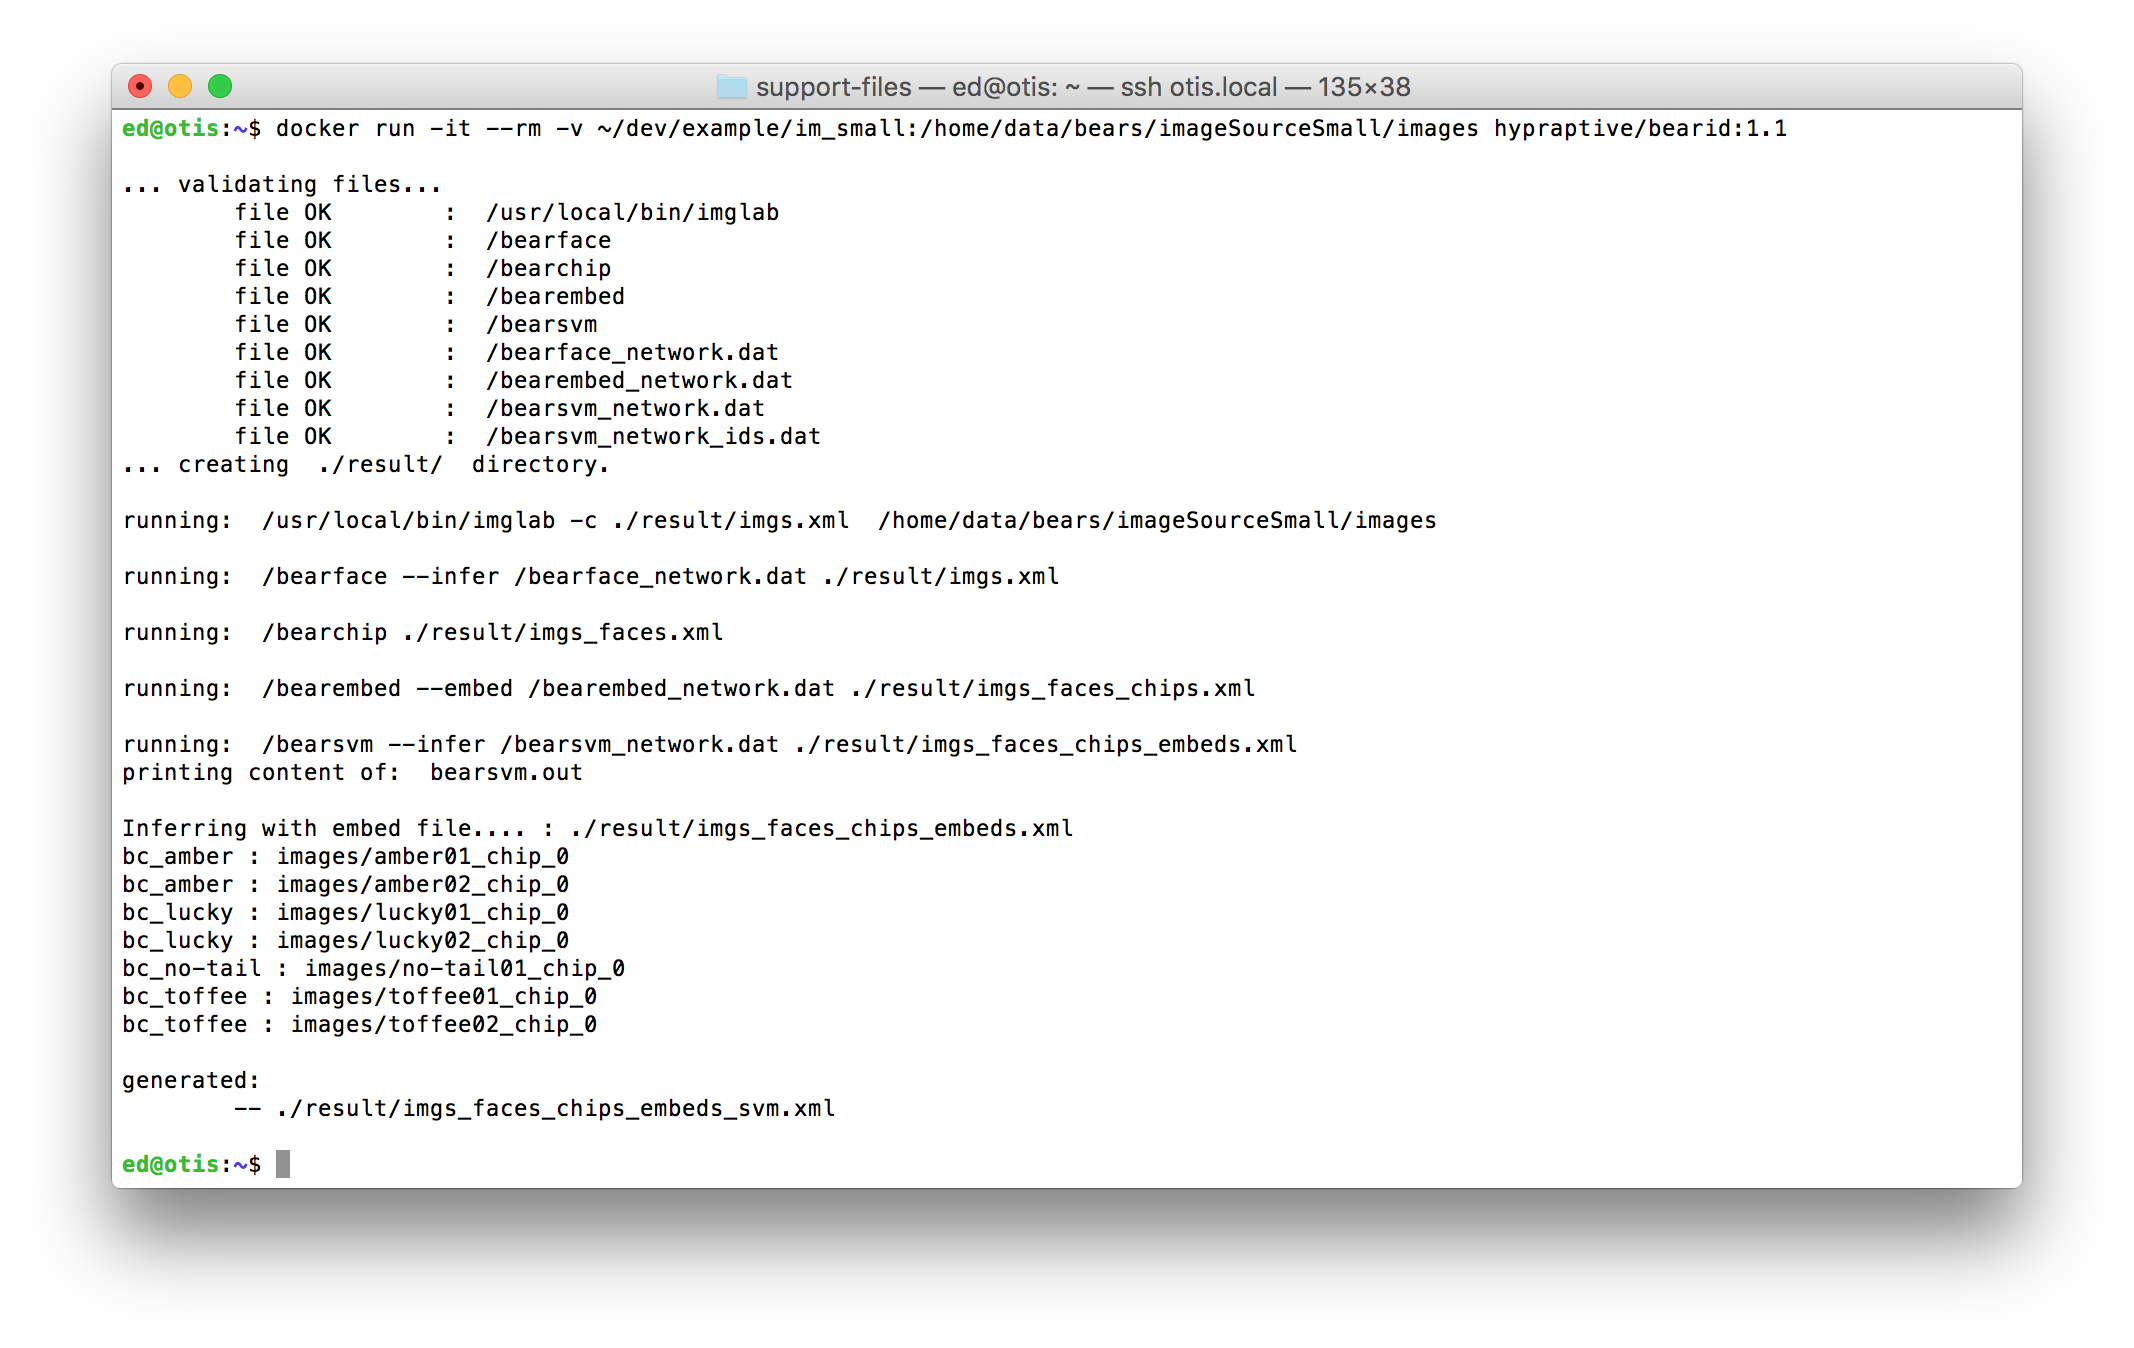 support-files — ed@otis: ~ — ssh otis.local — 135×38
ed@otis:~$ docker run -it --rm -v ~/dev/example/im_small:/home/data/bears/imageSourceSmall/images hypraptive/bearid:1.1
... validating files...
file OK : /usr/local/bin/imglab
file OK : /bearface
file OK : /bearchip
file OK : /bearembed
file OK : /bearsvm
file OK : /bearface_network.dat
file OK : /bearembed_network.dat
file OK : /bearsvm_network.dat
file OK : /bearsvm_network_ids.dat
... creating ./result/ directory.
running: /usr/local/bin/imglab -c ./result/imgs.xml /home/data/bears/imageSourceSmall/images
running: /bearface --infer /bearface_network.dat ./result/imgs.xml
running: /bearchip ./result/imgs_faces.xml
running: /bearembed --embed /bearembed_network.dat ./result/imgs_faces_chips.xml
running: /bearsvm --infer /bearsvm_network.dat ./result/imgs_faces_chips_embeds.xml
printing content of: bearsvm.out
Inferring with embed file.... : ./result/imgs_faces_chips_embeds.xml
bc_amber : images/amber01_chip_0
bc_amber : images/amber02_chip_0
bc_lucky : images/lucky01_chip_0
bc_lucky : images/lucky02_chip_0
bc_no-tail : images/no-tail01_chip_0
bc_toffee : images/toffee01_chip_0
bc_toffee : images/toffee02_chip_0
generated:
-- ./result/imgs_faces_chips_embeds_svm.xml
ed@otis:~$